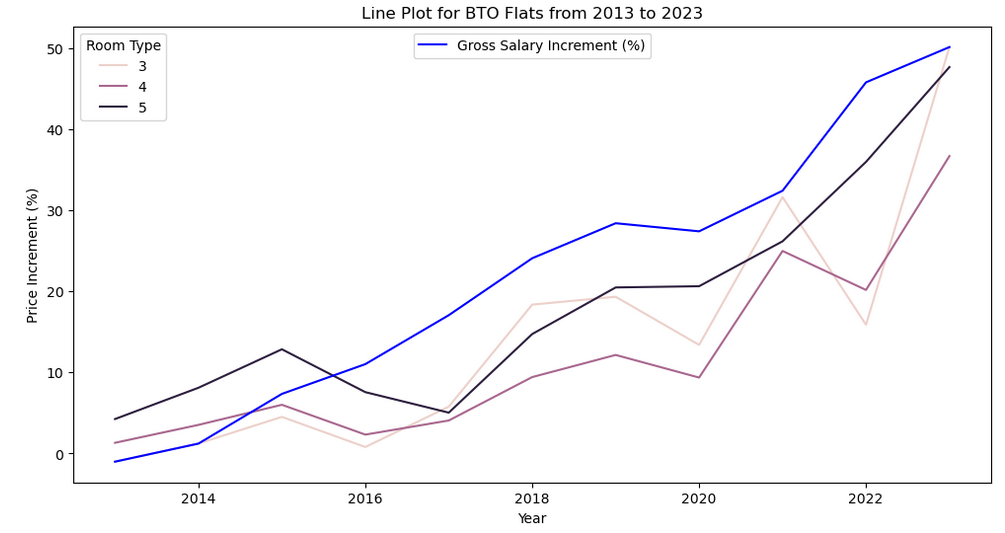 Line Plot for BTO Flats from 2013 to 2023
Room Type
3
4
5
Gross Salary Increment (%)
Price Increment (%)
50
40
30
20
10
0
2014
2016
2018
2020
2022
Year